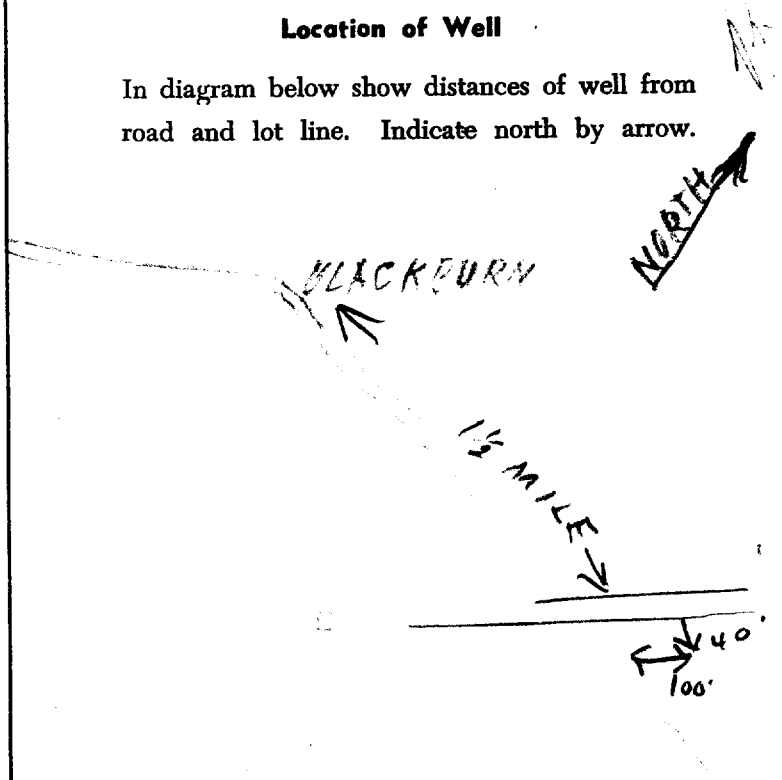 Location of Well
In diagram below show distances of well from
road and lot line. Indicate north by arrow.
NORTH
BLACKBURN
1½ MILE
40'
100'